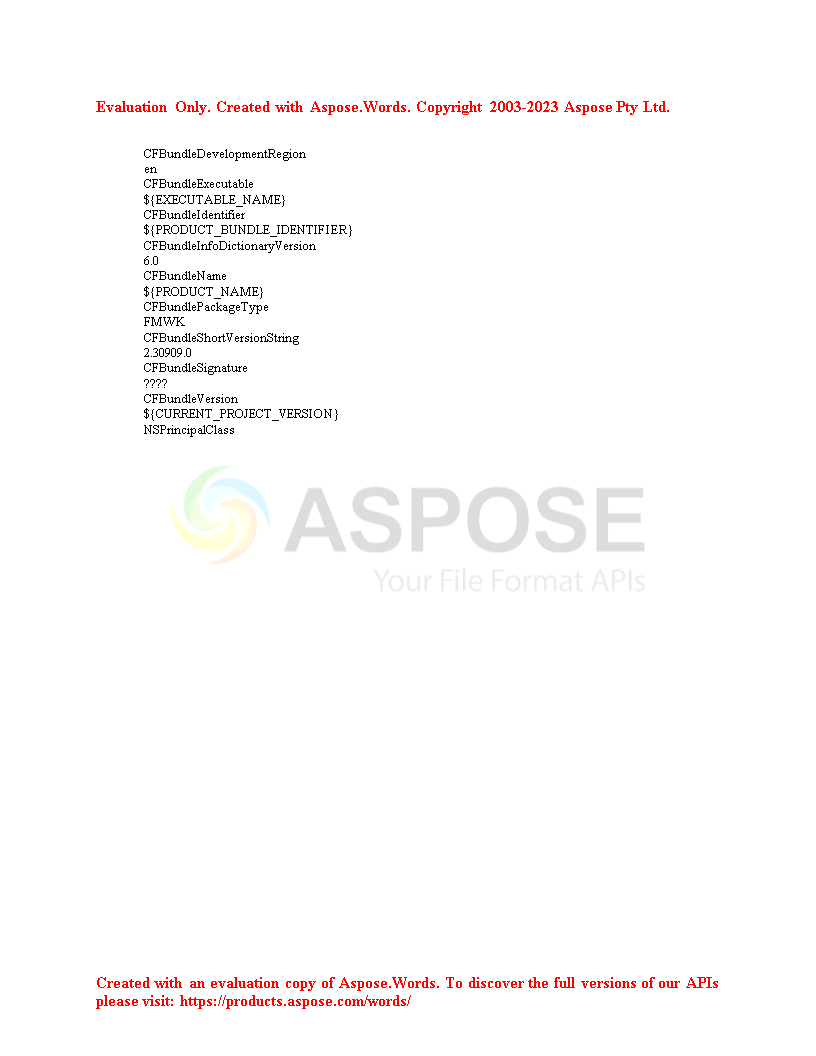 Evaluation Only. Created with Aspose.Words. Copyright 2003-2023 Aspose Pty Ltd.
CFBundleDevelopmentRegion
en
CFBundleExecutable
${EXECUTABLE_NAME}
CFBundleIdentifier
${PRODUCT_BUNDLE_IDENTIFIER}
CFBundleInfoDictionaryVersion
6.0
CFBundleName
${PRODUCT_NAME}
CFBundlePackageType
FMWK
CFBundleShortVersionString
2.30909.0
CFBundleSignature
????
CFBundleVersion
${CURRENT_PROJECT_VERSION}
NSPrincipalClass
ASPOSE
Your File Format APIs
Created with an evaluation copy of Aspose.Words. To discover the full versions of our APIs
please visit: https://products.aspose.com/words/